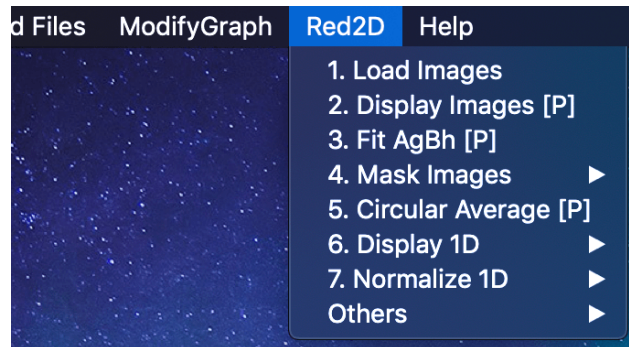 d Files ModifyGraph Red2D Help
1. Load Images
2. Display Images [P]
3. Fit AgBh [P]
4. Mask Images ▶
5. Circular Average [P]
6. Display 1D ▶
7. Normalize 1D ▶
Others ▶